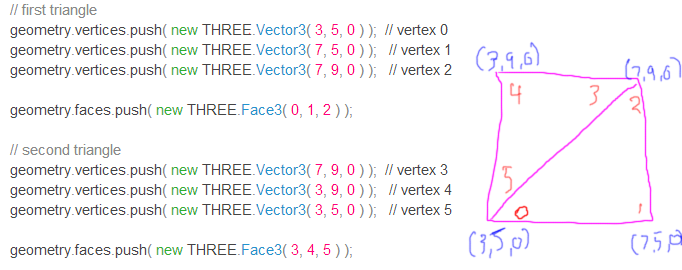 // first triangle
geometry.vertices.push( new THREE.Vector3( 3, 5, 0 ) );  // vertex 0
geometry.vertices.push( new THREE.Vector3( 7, 5, 0 ) );  // vertex 1
geometry.vertices.push( new THREE.Vector3( 7, 9, 0 ) );  // vertex 2
geometry.faces.push( new THREE.Face3( 0, 1, 2 ) );
// second triangle
geometry.vertices.push( new THREE.Vector3( 7, 9, 0 ) );  // vertex 3
geometry.vertices.push( new THREE.Vector3( 3, 9, 0 ) );  // vertex 4
geometry.vertices.push( new THREE.Vector3( 3, 5, 0 ) );  // vertex 5
geometry.faces.push( new THREE.Face3( 3, 4, 5 ) );
(3,9,0)
(7,9,0)
4
3
2
5
0
1
(3,5,0)
(7,5,0)